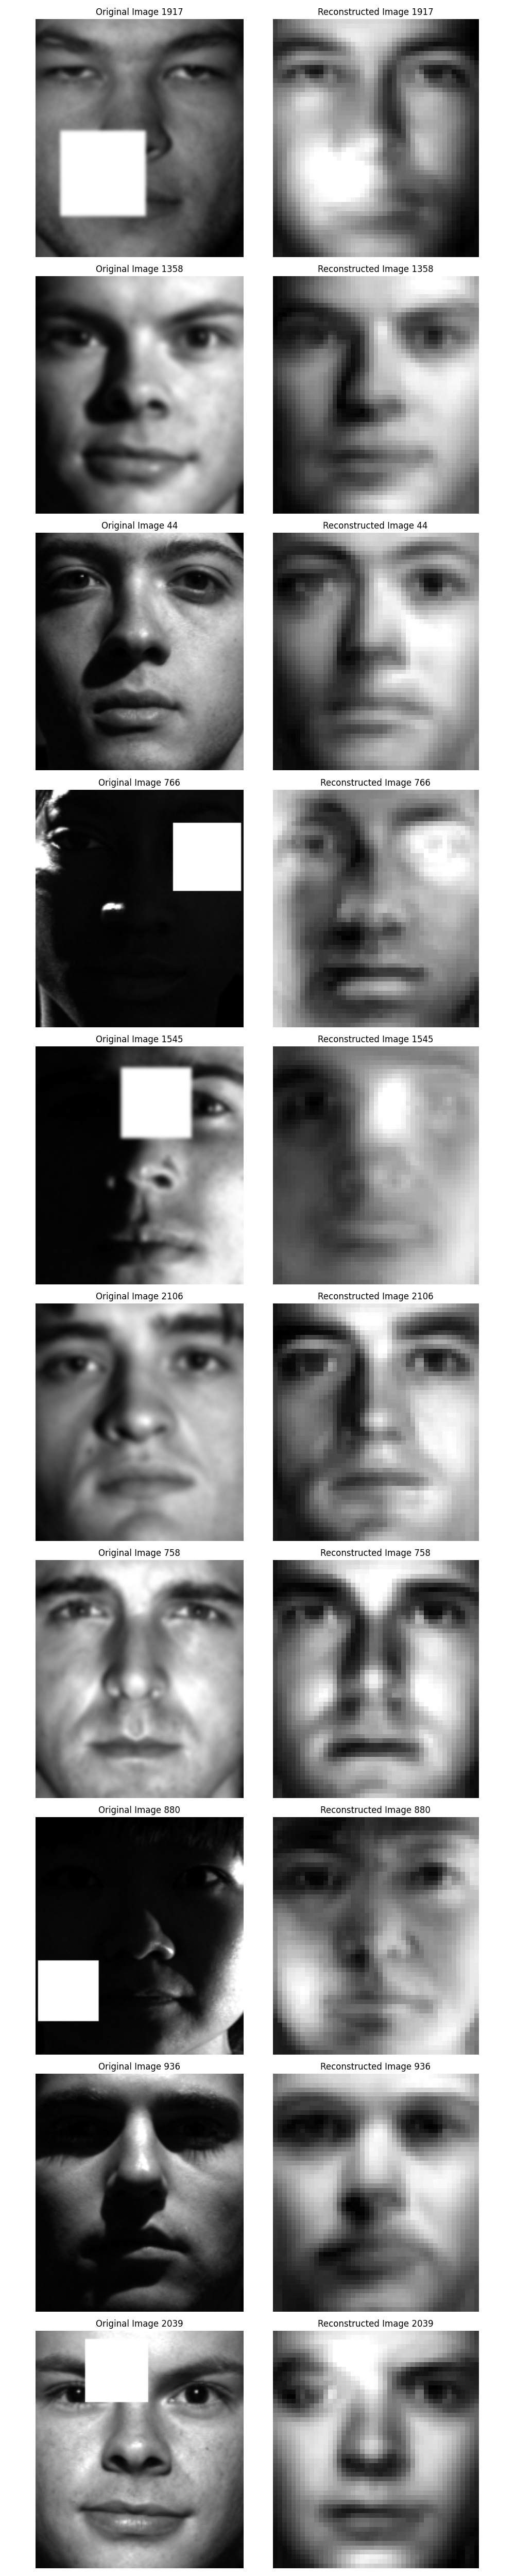 Original Image 1917
Reconstructed Image 1917
Original Image 1358
Reconstructed Image 1358
Original Image 44
Reconstructed Image 44
Original Image 766
Reconstructed Image 766
Original Image 1545
Reconstructed Image 1545
Original Image 2106
Reconstructed Image 2106
Original Image 758
Reconstructed Image 758
Original Image 880
Reconstructed Image 880
Original Image 936
Reconstructed Image 936
Original Image 2039
Reconstructed Image 2039